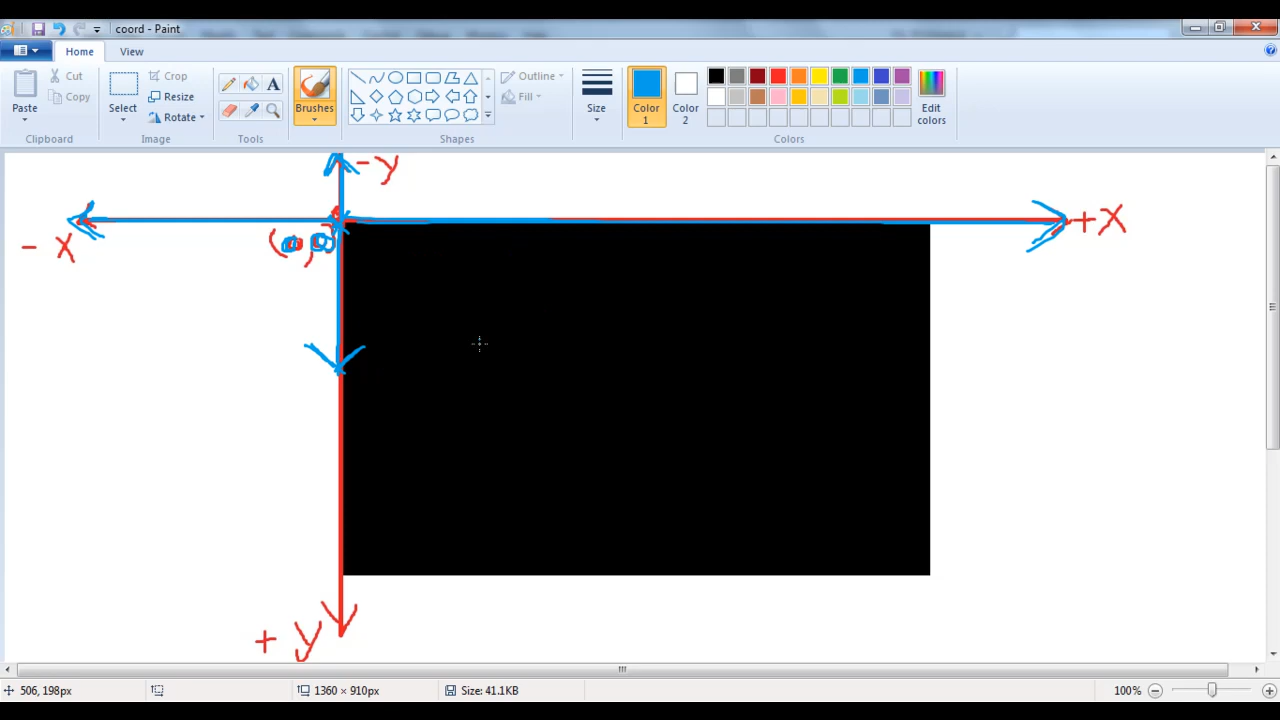 coord - Paint
Home View
Paste
Cut
Copy
Clipboard
Select
Crop
Resize
Rotate
Image
A
Tools
Brushes
Shapes
Outline
Fill
Size
Color 1
Color 2
Edit colors
Colors
- y
- x
+ x
(0,0)
+ y
506, 198px
1360 × 910px
Size: 41.1KB
100%